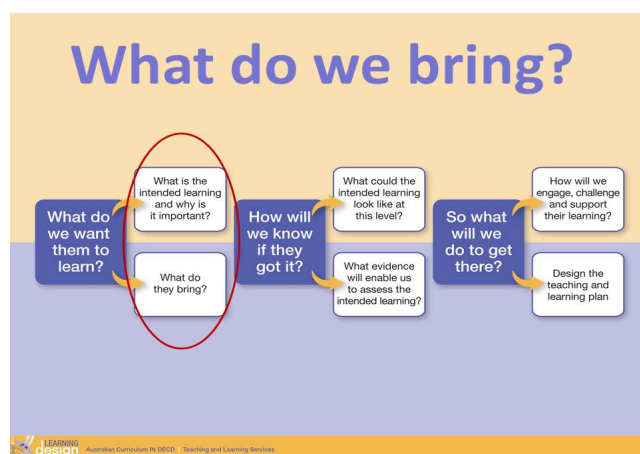 What do we bring?
What do
we want
them to
learn?
What is the
intended learning
and why is
it important?
What do
they bring?
How will
we know
if they
got it?
What could the
intended learning
look like at
this level?
What evidence
will enable us
to assess the
intended learning?
So what
will we
do to get
there?
How will we
engage, challenge
and support
their learning?
Design the
teaching and
learning plan
LEARNING
design
Australian Curriculum IN DECD | Teaching and Learning Services